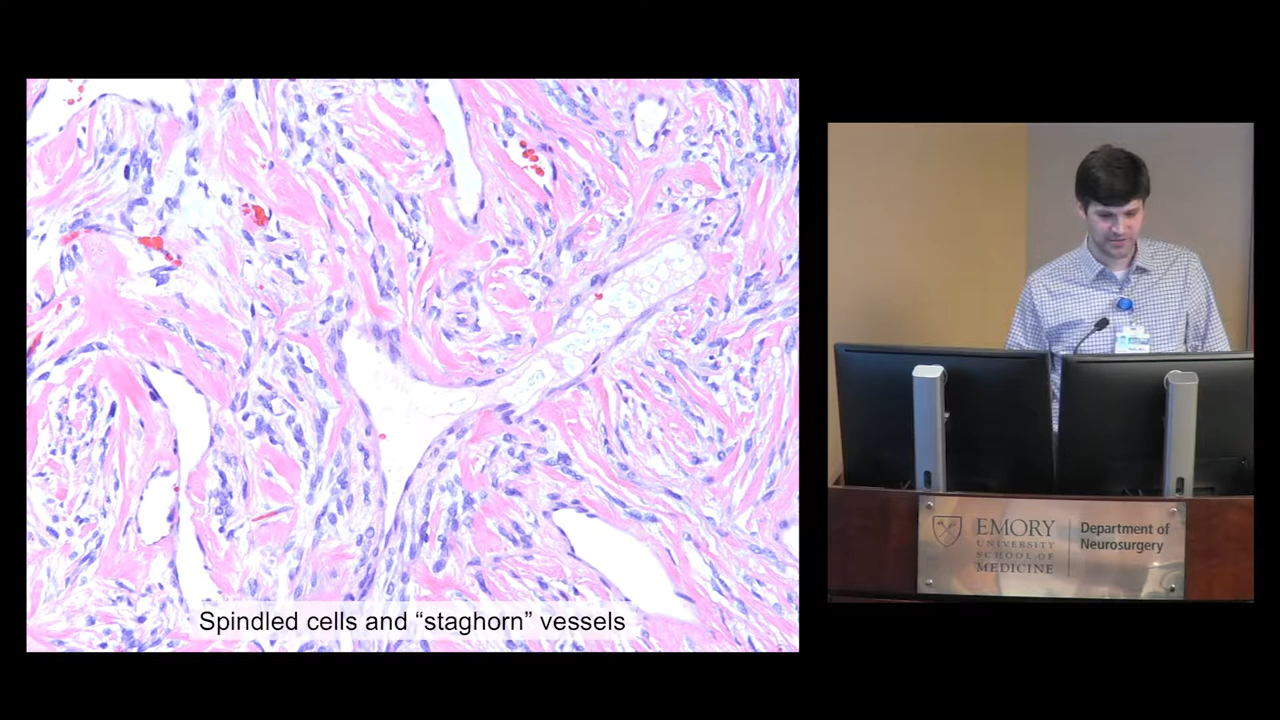 Spindled cells and “staghorn” vessels
EMORY
UNIVERSITY
SCHOOL OF
MEDICINE
Department of
Neurosurgery